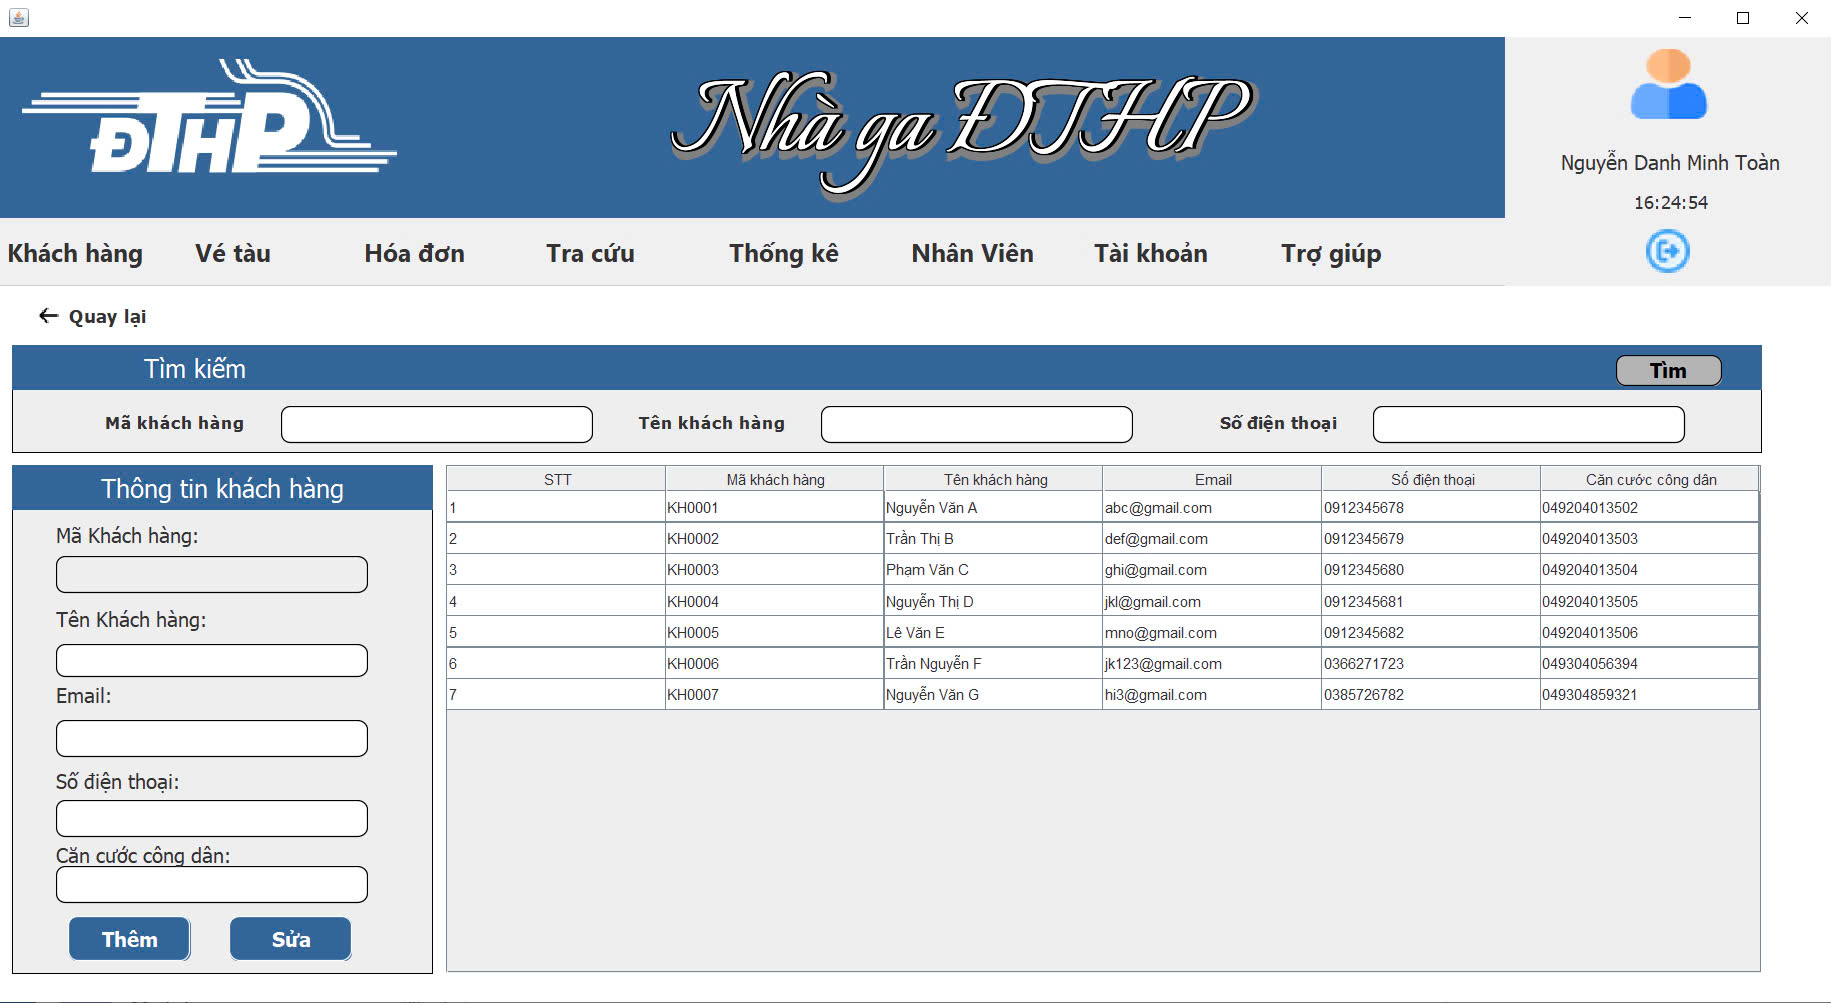 ĐTHP
Nhà ga ĐTHP
Nguyễn Danh Minh Toàn
16:24:54
Khách hàng Vé tàu Hóa đơn Tra cứu Thống kê Nhân Viên Tài khoản Trợ giúp
← Quay lại
Tìm kiếm Tìm
Mã khách hàng Tên khách hàng Số điện thoại
Thông tin khách hàng
Mã Khách hàng:
Tên Khách hàng:
Email:
Số điện thoại:
Căn cước công dân:
Thêm Sửa
STT Mã khách hàng Tên khách hàng Email Số điện thoại Căn cước công dân
1 KH0001 Nguyễn Văn A abc@gmail.com 0912345678 049204013502
2 KH0002 Trần Thị B def@gmail.com 0912345679 049204013503
3 KH0003 Phạm Văn C ghi@gmail.com 0912345680 049204013504
4 KH0004 Nguyễn Thị D jkl@gmail.com 0912345681 049204013505
5 KH0005 Lê Văn E mno@gmail.com 0912345682 049204013506
6 KH0006 Trần Nguyễn F jk123@gmail.com 0366271723 049304056394
7 KH0007 Nguyễn Văn G hi3@gmail.com 0385726782 049304859321